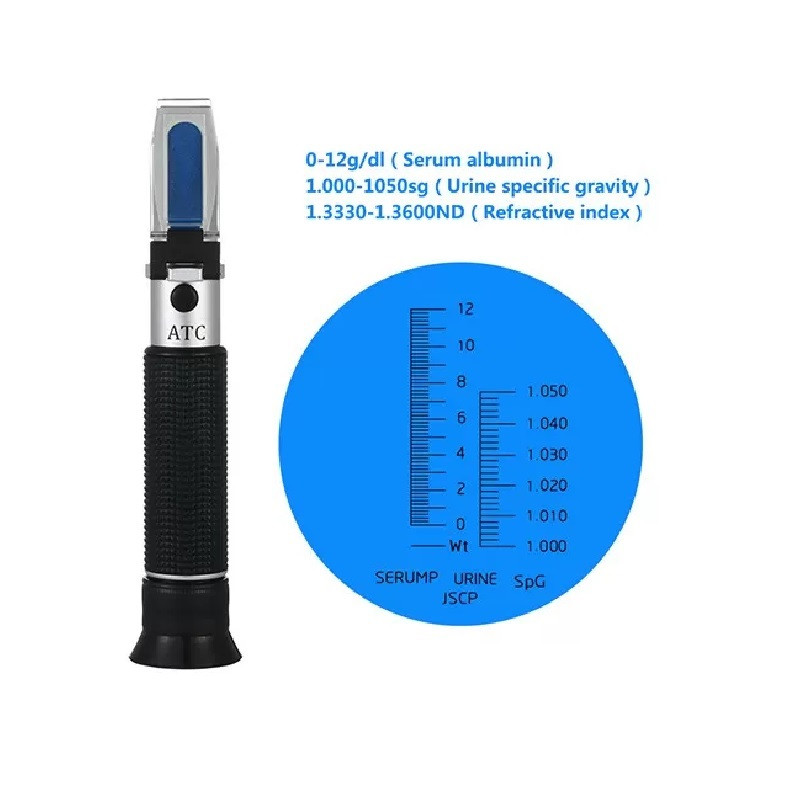 0-12g/dl ( Serum albumin )
1.000-1050sg ( Urine specific gravity )
1.3330-1.3600ND ( Refractive index )
ATC
12
10
8
6
4
2
0
Wt
1.050
1.040
1.030
1.020
1.010
1.000
SERUMP URINE SpG
JSCP